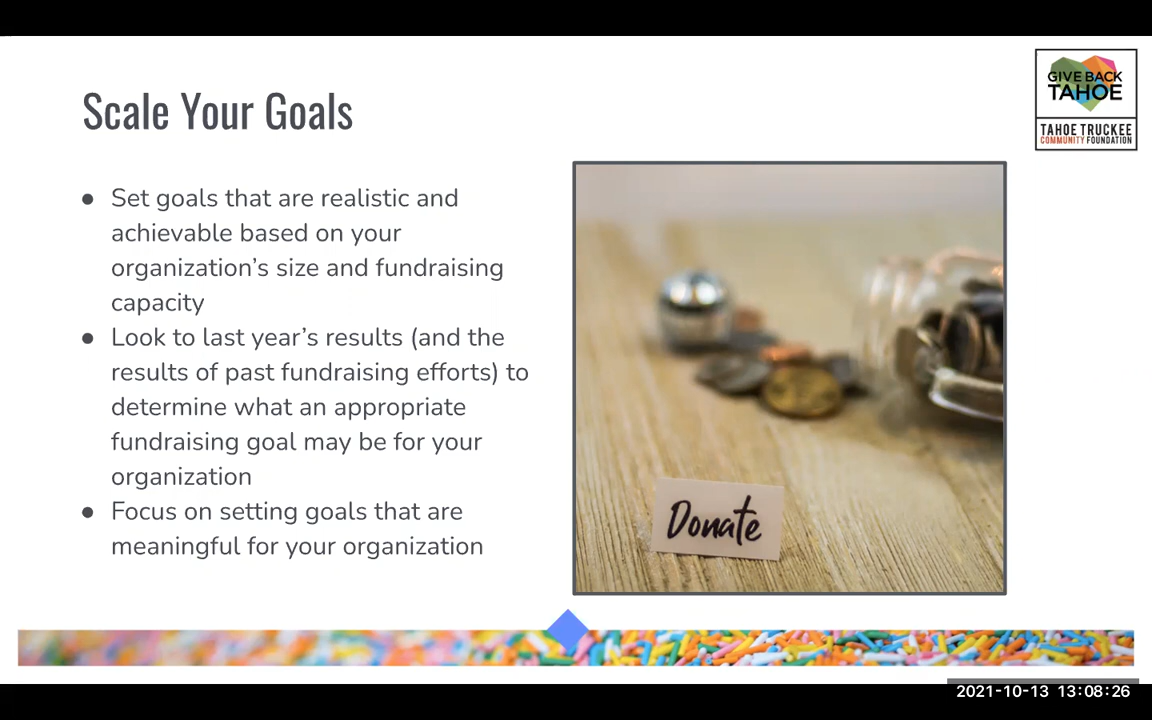 Scale Your Goals
GIVE BACK
TAHOE
TAHOE TRUCKEE
COMMUNITY FOUNDATION
● Set goals that are realistic and
achievable based on your
organization’s size and fundraising
capacity
● Look to last year’s results (and the
results of past fundraising efforts) to
determine what an appropriate
fundraising goal may be for your
organization
● Focus on setting goals that are
meaningful for your organization
Donate
2021-10-13 13:08:26